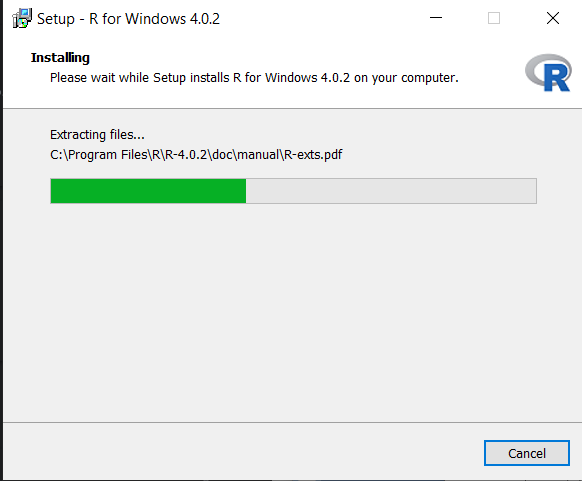 Setup - R for Windows 4.0.2
Installing
Please wait while Setup installs R for Windows 4.0.2 on your computer.
R
Extracting files...
C:\Program Files\R\R-4.0.2\doc\manual\R-exts.pdf
Cancel